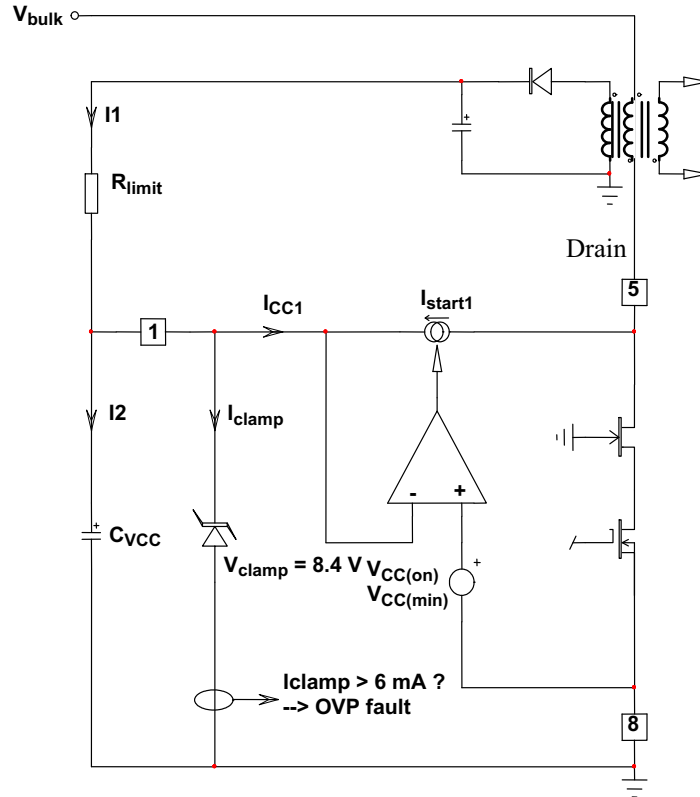 Vbulk
I1
Rlimit
Drain
5
ICC1
Istart1
1
I2
Iclamp
- +
CVCC
Vclamp = 8.4 V
VCC(on)
VCC(min)
Iclamp > 6 mA ?
--> OVP fault
8